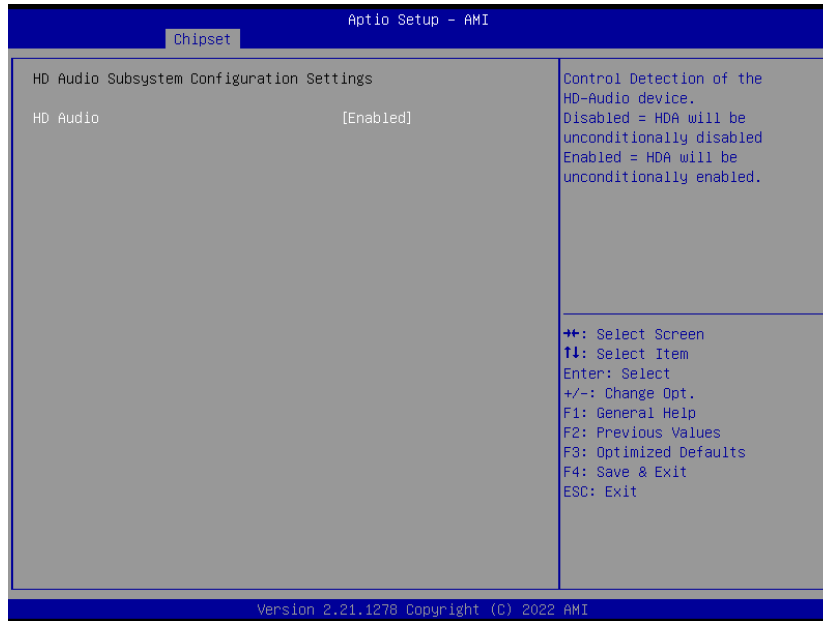 Aptio Setup – AMI
Chipset
HD Audio Subsystem Configuration Settings
HD Audio [Enabled]
Control Detection of the
HD-Audio device.
Disabled = HDA will be
unconditionally disabled
Enabled = HDA will be
unconditionally enabled.
→←: Select Screen
↑↓: Select Item
Enter: Select
+/-: Change Opt.
F1: General Help
F2: Previous Values
F3: Optimized Defaults
F4: Save & Exit
ESC: Exit
Version 2.21.1278 Copyright (C) 2022 AMI